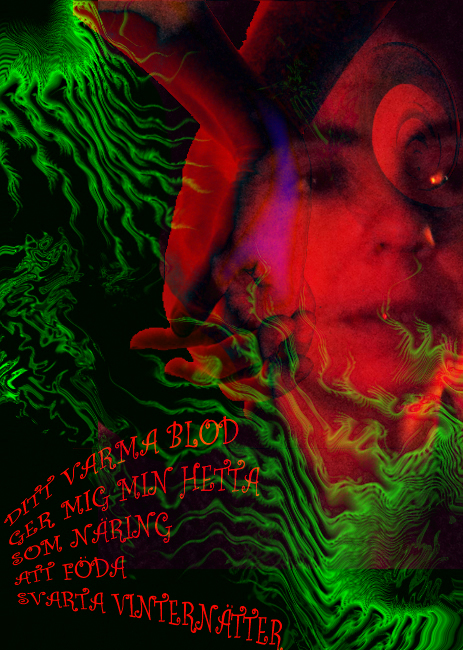 DITT VARMA BLOD
GER MIG MIN HETTA
SOM NÄRING
ATT FÖDA
SVARTA VINTERNÄTTER